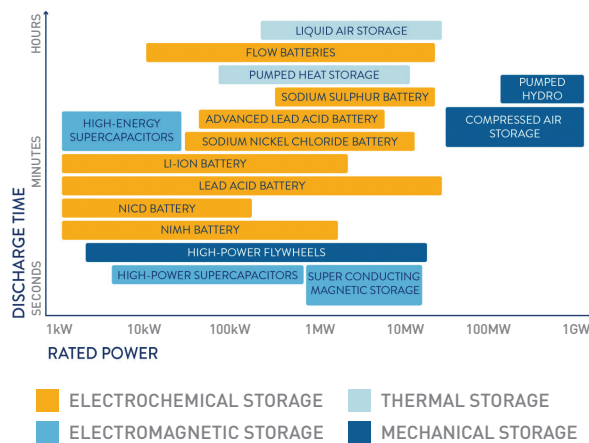 HOURS
MINUTES
SECONDS
DISCHARGE TIME
LIQUID AIR STORAGE
FLOW BATTERIES
PUMPED HEAT STORAGE
PUMPED
HYDRO
SODIUM SULPHUR BATTERY
HIGH-ENERGY
SUPERCAPACITORS
ADVANCED LEAD ACID BATTERY
COMPRESSED AIR
STORAGE
SODIUM NICKEL CHLORIDE BATTERY
LI-ION BATTERY
LEAD ACID BATTERY
NICD BATTERY
NIMH BATTERY
HIGH-POWER FLYWHEELS
HIGH-POWER SUPERCAPACITORS
SUPER CONDUCTING
MAGNETIC STORAGE
1kW 10kW 100kW 1MW 10MW 100MW 1GW
RATED POWER
ELECTROCHEMICAL STORAGE
THERMAL STORAGE
ELECTROMAGNETIC STORAGE
MECHANICAL STORAGE